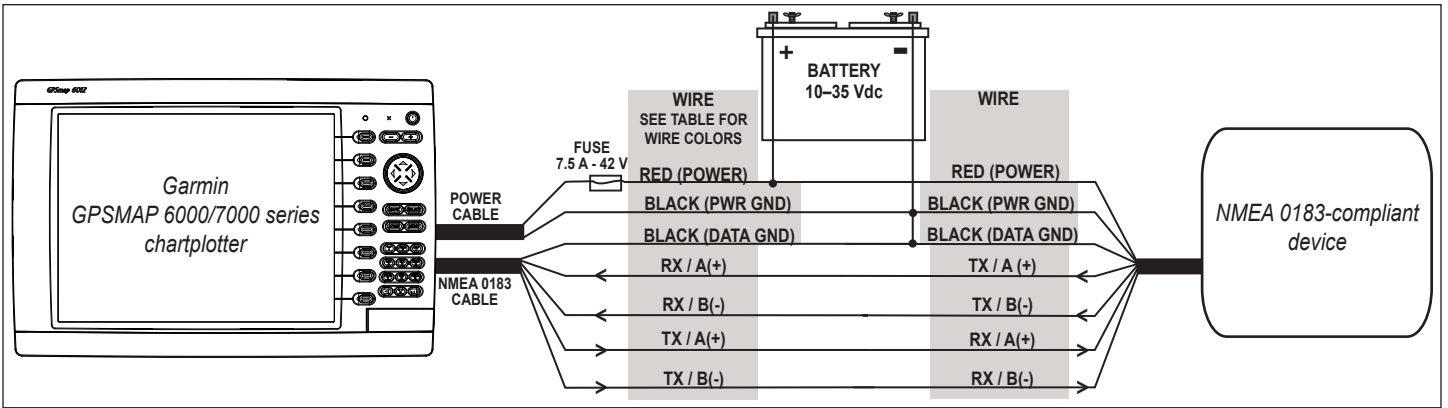 GPSmap 6012
Garmin
GPSMAP 6000/7000 series
chartplotter
POWER
CABLE
NMEA 0183
CABLE
FUSE
7.5 A - 42 V
WIRE
SEE TABLE FOR
WIRE COLORS
RED (POWER)
BLACK (PWR GND)
BLACK (DATA GND)
RX / A(+)
RX / B(-)
TX / A(+)
TX / B(-)
+ -
BATTERY
10–35 Vdc
WIRE
RED (POWER)
BLACK (PWR GND)
BLACK (DATA GND)
TX / A (+)
TX / B(-)
RX / A(+)
RX / B(-)
NMEA 0183-compliant
device